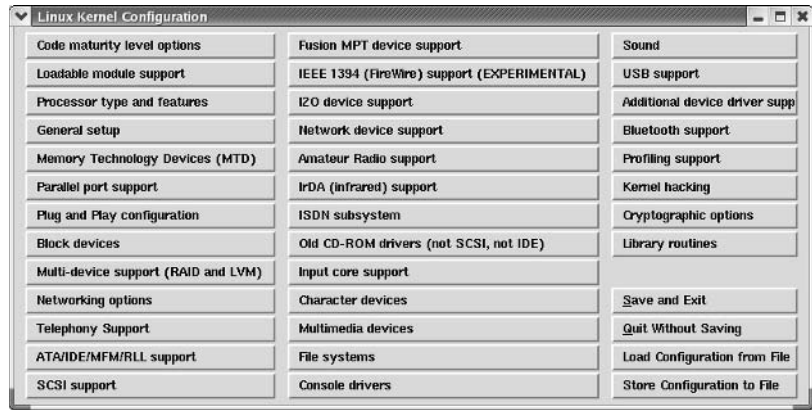 Linux Kernel Configuration
Code maturity level options
Loadable module support
Processor type and features
General setup
Memory Technology Devices (MTD)
Parallel port support
Plug and Play configuration
Block devices
Multi-device support (RAID and LVM)
Networking options
Telephony Support
ATA/IDE/MFM/RLL support
SCSI support
Fusion MPT device support
IEEE 1394 (FireWire) support (EXPERIMENTAL)
I2O device support
Network device support
Amateur Radio support
IrDA (infrared) support
ISDN subsystem
Old CD-ROM drivers (not SCSI, not IDE)
Input core support
Character devices
Multimedia devices
File systems
Console drivers
Sound
USB support
Additional device driver supp
Bluetooth support
Profiling support
Kernel hacking
Cryptographic options
Library routines
Save and Exit
Quit Without Saving
Load Configuration from File
Store Configuration to File